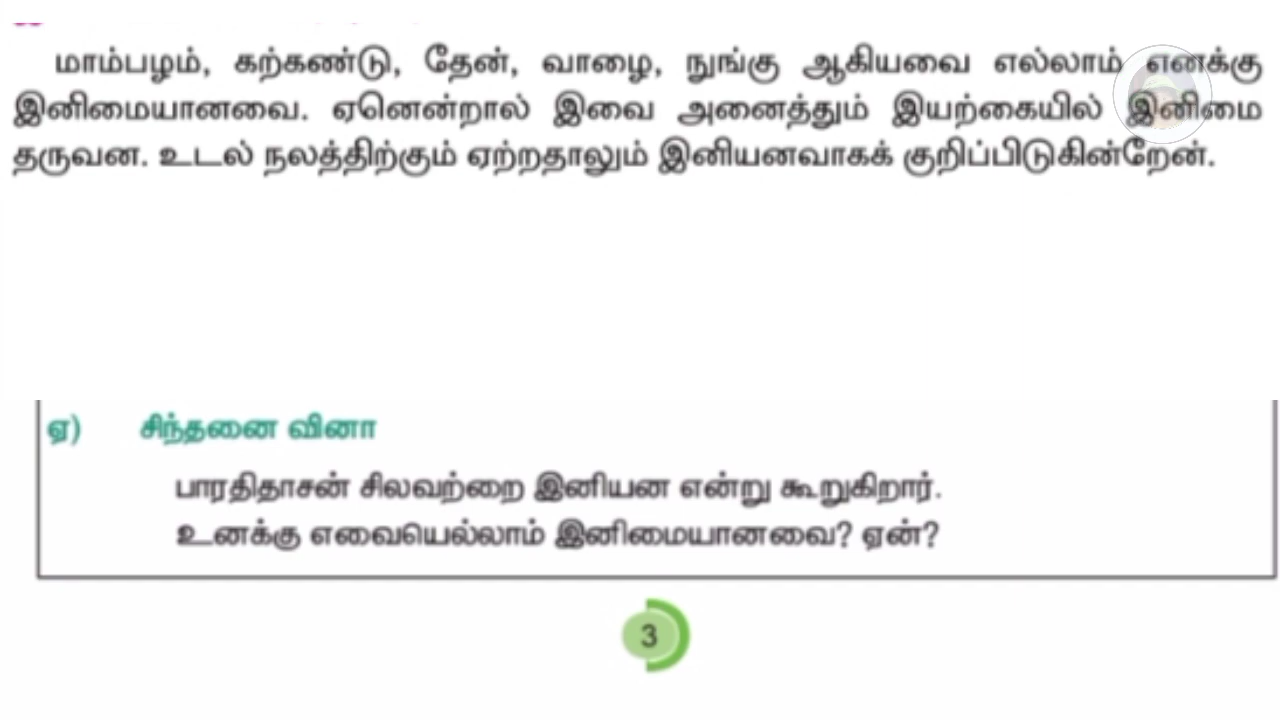 மாம்பழம், கற்கண்டு, தேன், வாழை, நுங்கு ஆகியவை எல்லாம் எனக்கு
இனிமையானவை. ஏனென்றால் இவை அனைத்தும் இயற்கையில் இனிமை
தருவன. உடல் நலத்திற்கும் ஏற்றதாலும் இனியனவாகக் குறிப்பிடுகின்றேன்.
ஏ) சிந்தனை வினா
பாரதிதாசன் சிலவற்றை இனியன என்று கூறுகிறார்.
உனக்கு எவையெல்லாம் இனிமையானவை? ஏன்?
3